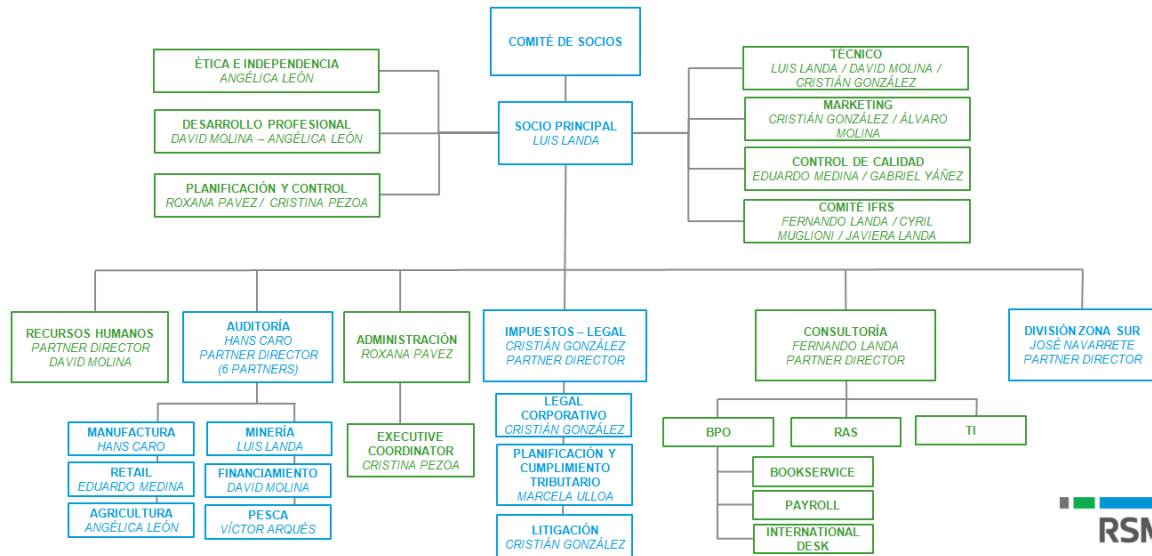 COMITÉ DE SOCIOS
ÉTICA E INDEPENDENCIA
ANGÉLICA LEÓN
DESARROLLO PROFESIONAL
DAVID MOLINA – ANGÉLICA LEÓN
PLANIFICACIÓN Y CONTROL
ROXANA PAVEZ / CRISTINA PEZOA
SOCIO PRINCIPAL
LUIS LANDA
TÉCNICO
LUIS LANDA / DAVID MOLINA /
CRISTIÁN GONZÁLEZ
MARKETING
CRISTIÁN GONZÁLEZ / ÁLVARO
MOLINA
CONTROL DE CALIDAD
EDUARDO MEDINA / GABRIEL YÁÑEZ
COMITÉ IFRS
FERNANDO LANDA / CYRIL
MUGLIONI / JAVIERA LANDA
RECURSOS HUMANOS
PARTNER DIRECTOR
DAVID MOLINA
AUDITORÍA
HANS CARO
PARTNER DIRECTOR
(6 PARTNERS)
ADMINISTRACIÓN
ROXANA PAVEZ
IMPUESTOS – LEGAL
CRISTIÁN GONZÁLEZ
PARTNER DIRECTOR
CONSULTORÍA
FERNANDO LANDA
PARTNER DIRECTOR
DIVISIÓN ZONA SUR
JOSÉ NAVARRETE
PARTNER DIRECTOR
MANUFACTURA
HANS CARO
RETAIL
EDUARDO MEDINA
AGRICULTURA
ANGÉLICA LEÓN
MINERÍA
LUIS LANDA
FINANCIAMIENTO
DAVID MOLINA
PESCA
VÍCTOR ARQUÉS
EXECUTIVE
COORDINATOR
CRISTINA PEZOA
LEGAL
CORPORATIVO
CRISTIÁN GONZÁLEZ
PLANIFICACIÓN Y
CUMPLIMIENTO
TRIBUTARIO
MARCELA ULLOA
LITIGACIÓN
CRISTIÁN GONZÁLEZ
BPO
RAS
TI
BOOKSERVICE
PAYROLL
INTERNATIONAL
DESK
RSM